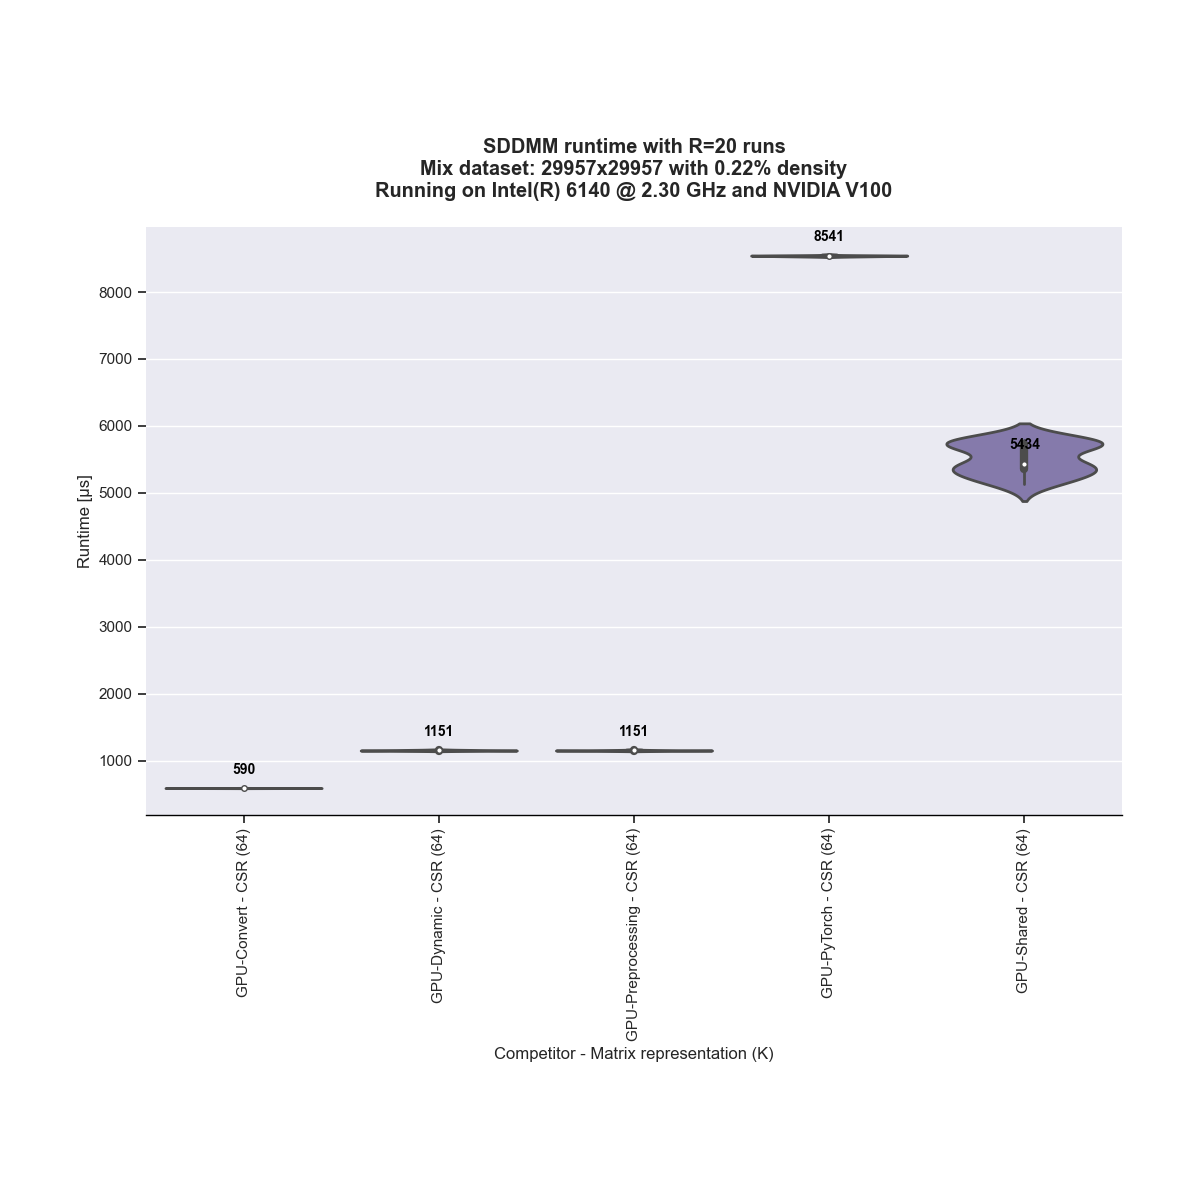 SDDMM runtime with R=20 runs
Mix dataset: 29957x29957 with 0.22% density
Running on Intel(R) 6140 @ 2.30 GHz and NVIDIA V100
8541
8000
7000
6000
5434
5000
4000
3000
2000
1151
1151
1000
590
Runtime [µs]
GPU-Convert - CSR (64)
GPU-Dynamic - CSR (64)
GPU-Preprocessing - CSR (64)
GPU-PyTorch - CSR (64)
GPU-Shared - CSR (64)
Competitor - Matrix representation (K)